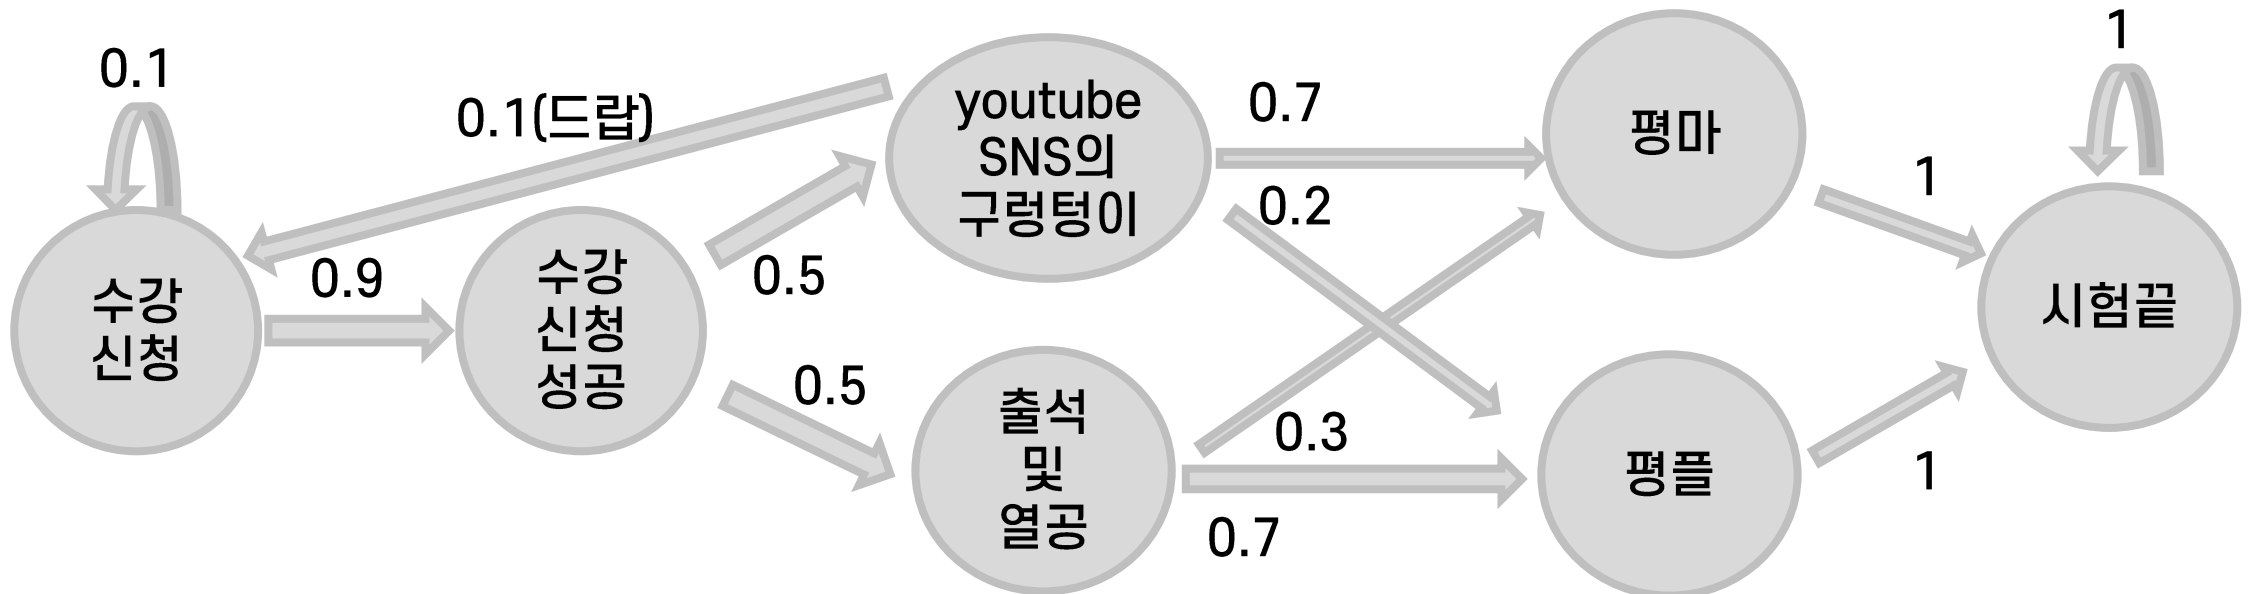 0.1
수강
신청
0.9
0.1(드랍)
수강
신청
성공
0.5
0.5
youtube
SNS의
구렁텅이
출석
및
열공
0.7
0.2
0.3
0.7
평마
평플
1
1
1
시험끝